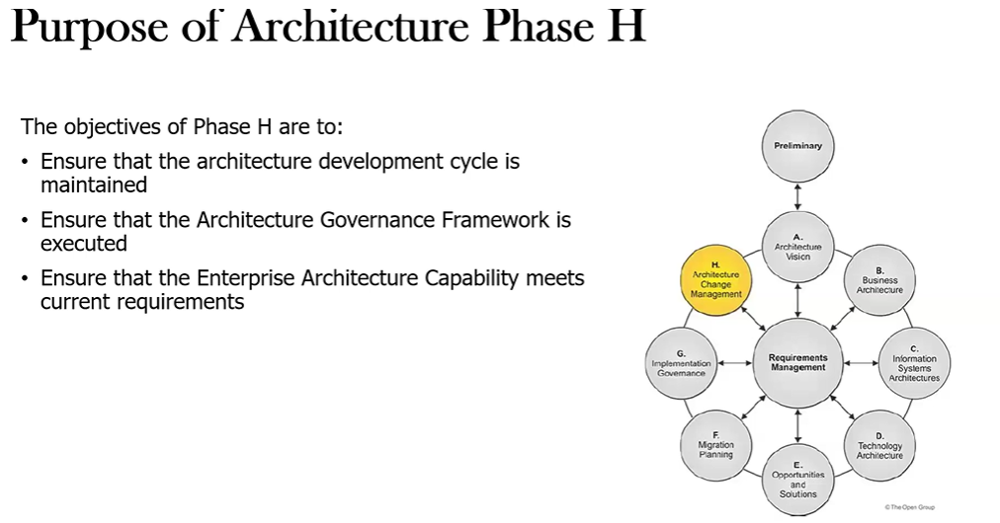 Purpose of Architecture Phase H
The objectives of Phase H are to:
• Ensure that the architecture development cycle is
maintained
• Ensure that the Architecture Governance Framework is
executed
• Ensure that the Enterprise Architecture Capability meets
current requirements
Preliminary
A.
Architecture
Vision
B.
Business
Architecture
C.
Information
Systems
Architectures
D.
Technology
Architecture
E.
Opportunities
and
Solutions
F.
Migration
Planning
G.
Implementation
Governance
H.
Architecture
Change
Management
Requirements
Management
© The Open Group